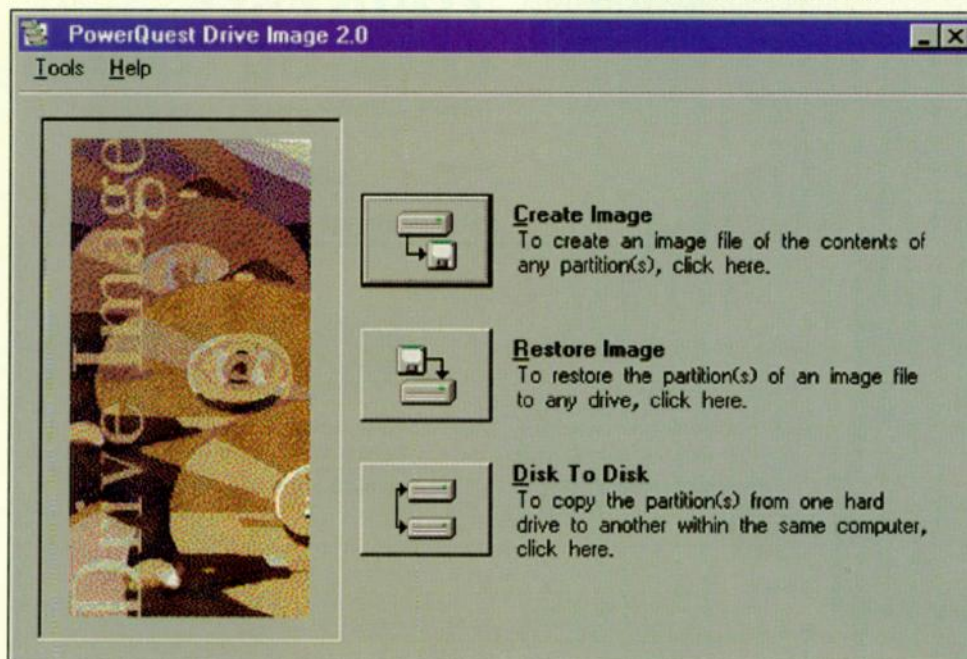 PowerQuest Drive Image 2.0
Tools Help
Drive Image
Create Image
To create an image file of the contents of
any partition(s), click here.
Restore Image
To restore the partition(s) of an image file
to any drive, click here.
Disk To Disk
To copy the partition(s) from one hard
drive to another within the same computer,
click here.